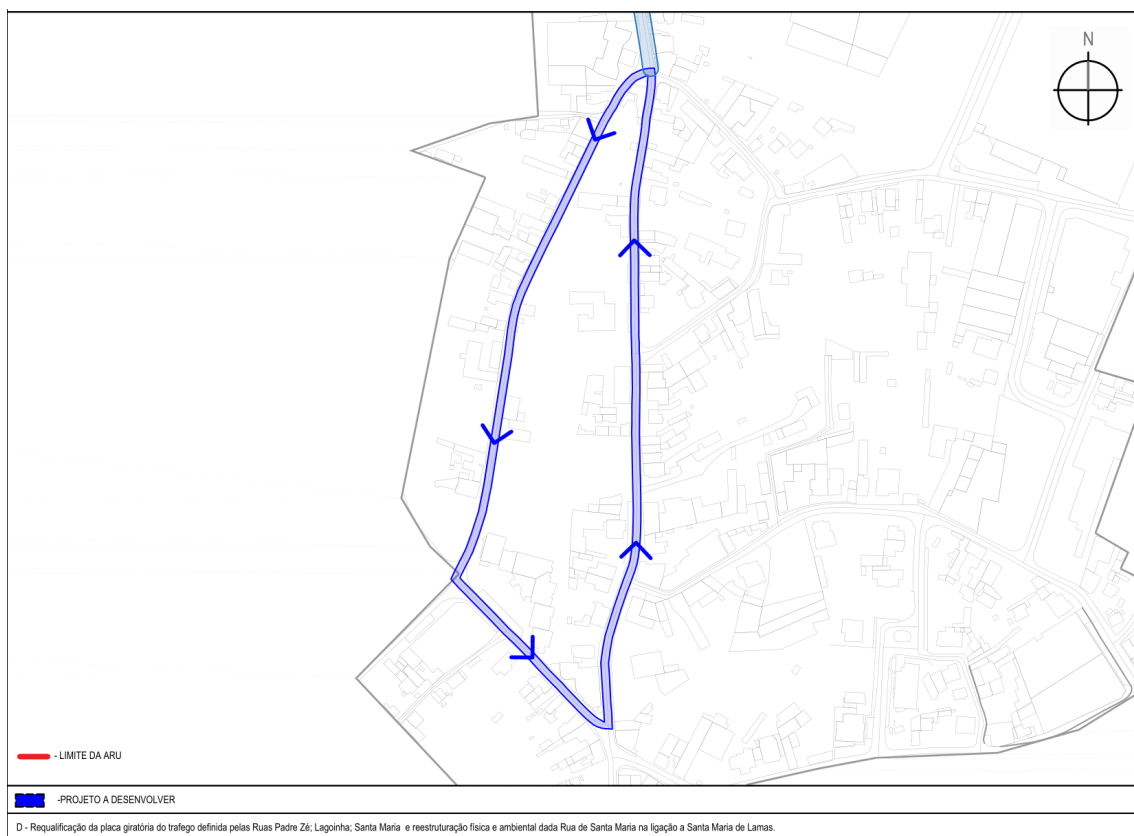 N
- LIMITE DA ARU
-PROJETO A DESENVOLVER
D - Requalificação da placa giratória do trafego definida pelas Ruas Padre Zé; Lagoinha; Santa Maria e reestruturação física e ambiental dada Rua de Santa Maria na ligação a Santa Maria de Lamas.